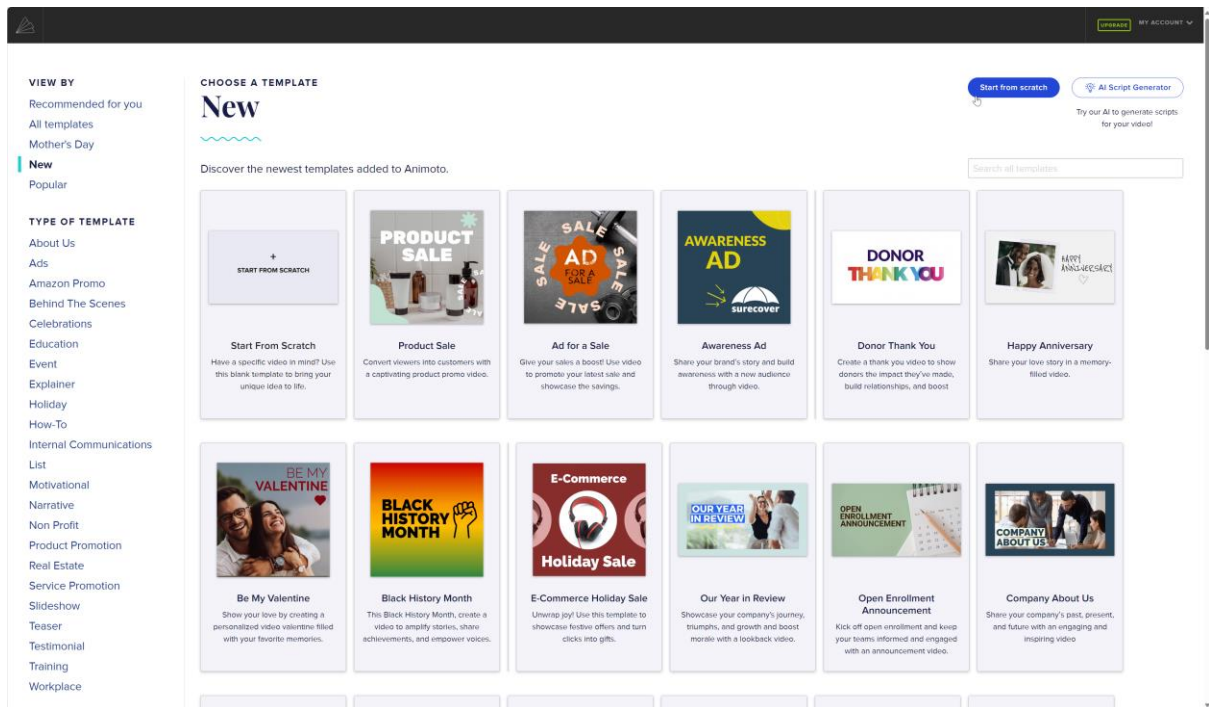 UPGRADE
MY ACCOUNT
VIEW BY
Recommended for you
All templates
Mother's Day
New
Popular
TYPE OF TEMPLATE
About Us
Ads
Amazon Promo
Behind The Scenes
Celebrations
Education
Event
Explainer
Holiday
How-To
Internal Communications
List
Motivational
Narrative
Non Profit
Product Promotion
Real Estate
Service Promotion
Slideshow
Teaser
Testimonial
Training
Workplace
CHOOSE A TEMPLATE
New
Start from scratch
AI Script Generator
Try our AI to generate scripts
for your video!
Discover the newest templates added to Animoto.
Search all templates
+
START FROM SCRATCH
Start From Scratch
Have a specific video in mind? Use
this blank template to bring your
unique idea to life.
PRODUCT
SALE
Product Sale
Convert viewers into customers with
a captivating product promo video.
SALE
SALE
SALE
SALE
AD
FOR A
SALE
Ad for a Sale
Give your sales a boost! Use video
to promote your latest sale and
showcase the savings.
AWARENESS
AD
surecover
Awareness Ad
Share your brand's story and build
awareness with a new audience
through video.
DONOR
THANK YOU
Donor Thank You
Create a thank you video to show
donors the impact they've made,
build relationships, and boost
HAPPY
ANNIVERSARY
Happy Anniversary
Share your love story in a memory-
filled video.
BE MY
VALENTINE
Be My Valentine
Show your love by creating a
personalized video valentine filled
with your favorite memories.
BLACK
HISTORY
MONTH
Black History Month
This Black History Month, create a
video to amplify stories, share
achievements, and empower voices.
E-Commerce
Holiday Sale
E-Commerce Holiday Sale
Unwrap joy! Use this template to
showcase festive offers and turn
clicks into gifts.
OUR YEAR
IN REVIEW
Our Year in Review
Showcase your company's journey,
triumphs, and growth and boost
morale with a lookback video.
OPEN
ENROLLMENT
ANNOUNCEMENT
Open Enrollment
Announcement
Kick off open enrollment and keep
your teams informed and engaged
with an announcement video.
COMPANY
ABOUT US
Company About Us
Share your company's past, present,
and future with an engaging and
inspiring video